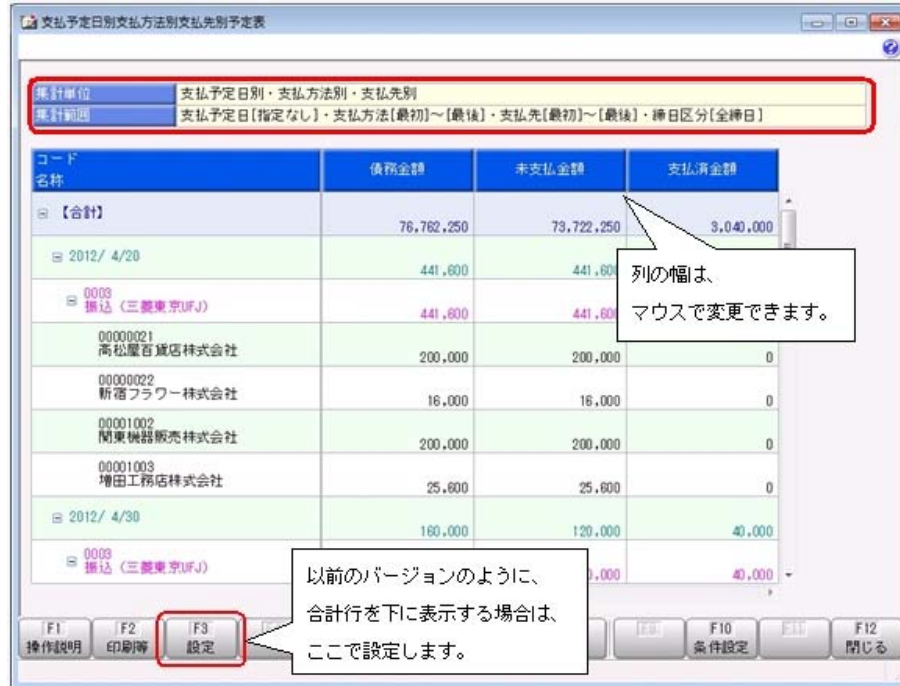 支払予定日別支払方法別支払先別予定表
集計単位 支払予定日別・支払方法別・支払先別
集計範囲 支払予定日[指定なし]・支払方法[最初]～[最後]・支払先[最初]～[最後]・締日区分[全締日]
コード
名称 債務金額 未支払金額 支払済金額
【合計】 76,762,250 73,722,250 3,040,000
2012/ 4/20 441,600 441,600
0003
振込（三菱東京UFJ） 441,600 441,600
00000021
高松屋百貨店株式会社 200,000 200,000 0
00000022
新宿フラワー株式会社 16,000 16,000 0
00001002
関東機器販売株式会社 200,000 200,000 0
00001003
増田工務店株式会社 25,600 25,600 0
2012/ 4/30 160,000 120,000 40,000
0003
振込（三菱東京UFJ） 40,000
列の幅は、
マウスで変更できます。
以前のバージョンのように、
合計行を下に表示する場合は、
ここで設定します。
F1 F2 F3 F10 F11 F12
操作説明 印刷等 設定 条件設定 閉じる